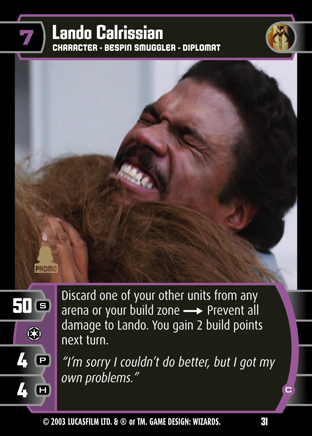 7
Lando Calrissian
CHARACTER - BESPIN SMUGGLER - DIPLOMAT
PROMO
50 S
Discard one of your other units from any
arena or your build zone → Prevent all
damage to Lando. You gain 2 build points
next turn.
4 P
4 H
“I'm sorry I couldn't do better, but I got my
own problems.”
C
© 2003 LUCASFILM LTD. & ® or TM. GAME DESIGN: WIZARDS.
31